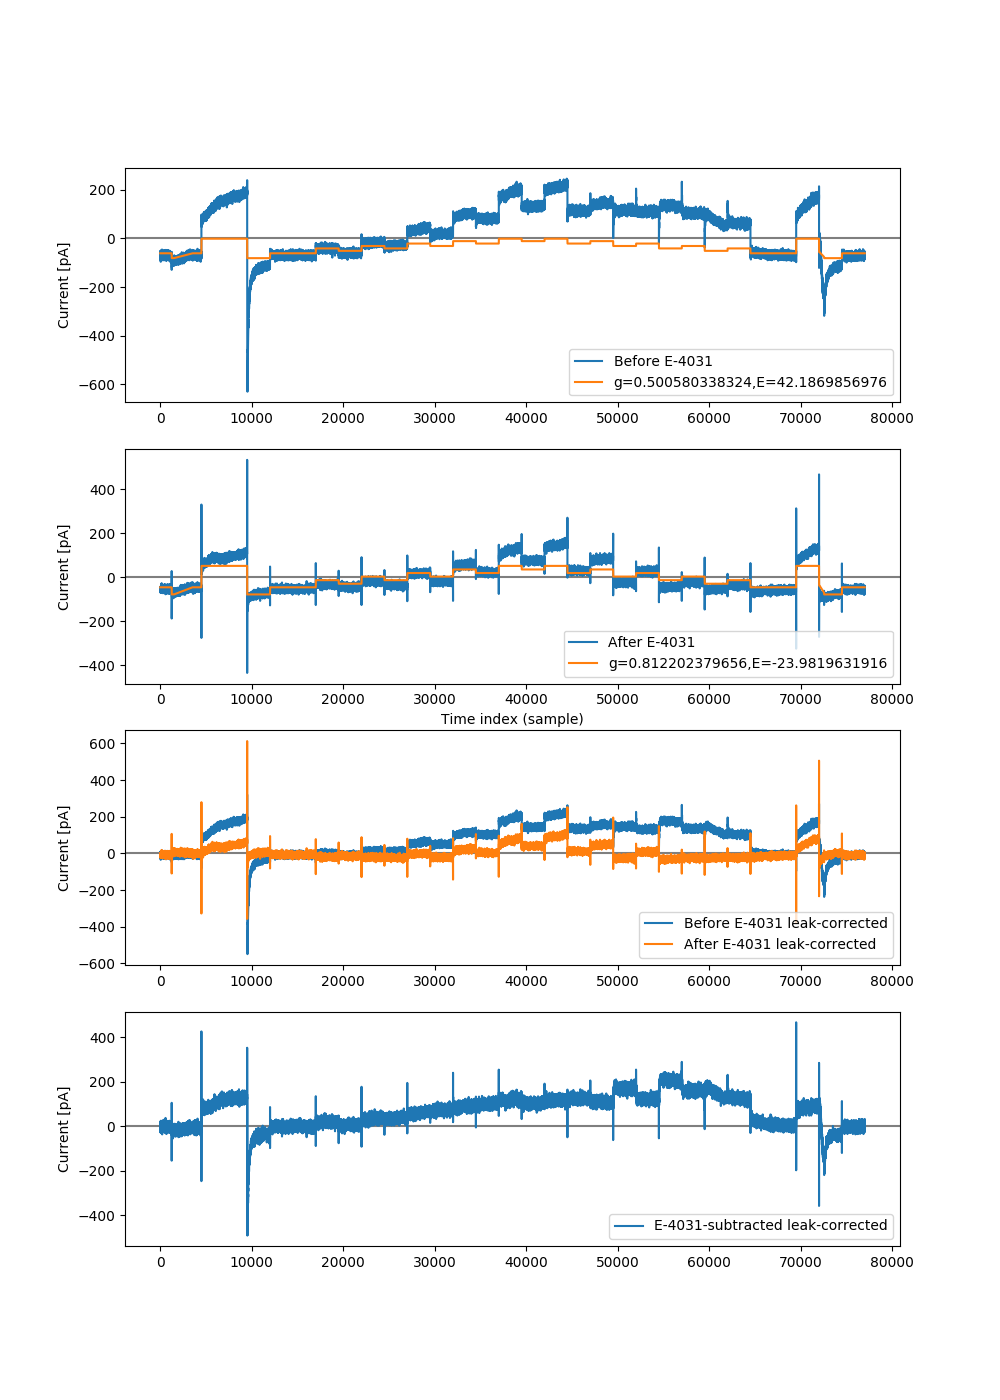 200
0
−200
−400
−600
Current [pA]
Before E-4031
g=0.500580338324,E=42.1869856976
0 10000 20000 30000 40000 50000 60000 70000 80000
400
200
0
−200
−400
Current [pA]
After E-4031
g=0.812202379656,E=-23.9819631916
0 10000 20000 30000 40000 50000 60000 70000 80000
Time index (sample)
600
400
200
0
−200
−400
−600
Current [pA]
Before E-4031 leak-corrected
After E-4031 leak-corrected
0 10000 20000 30000 40000 50000 60000 70000 80000
400
200
0
−200
−400
Current [pA]
E-4031-subtracted leak-corrected
0 10000 20000 30000 40000 50000 60000 70000 80000